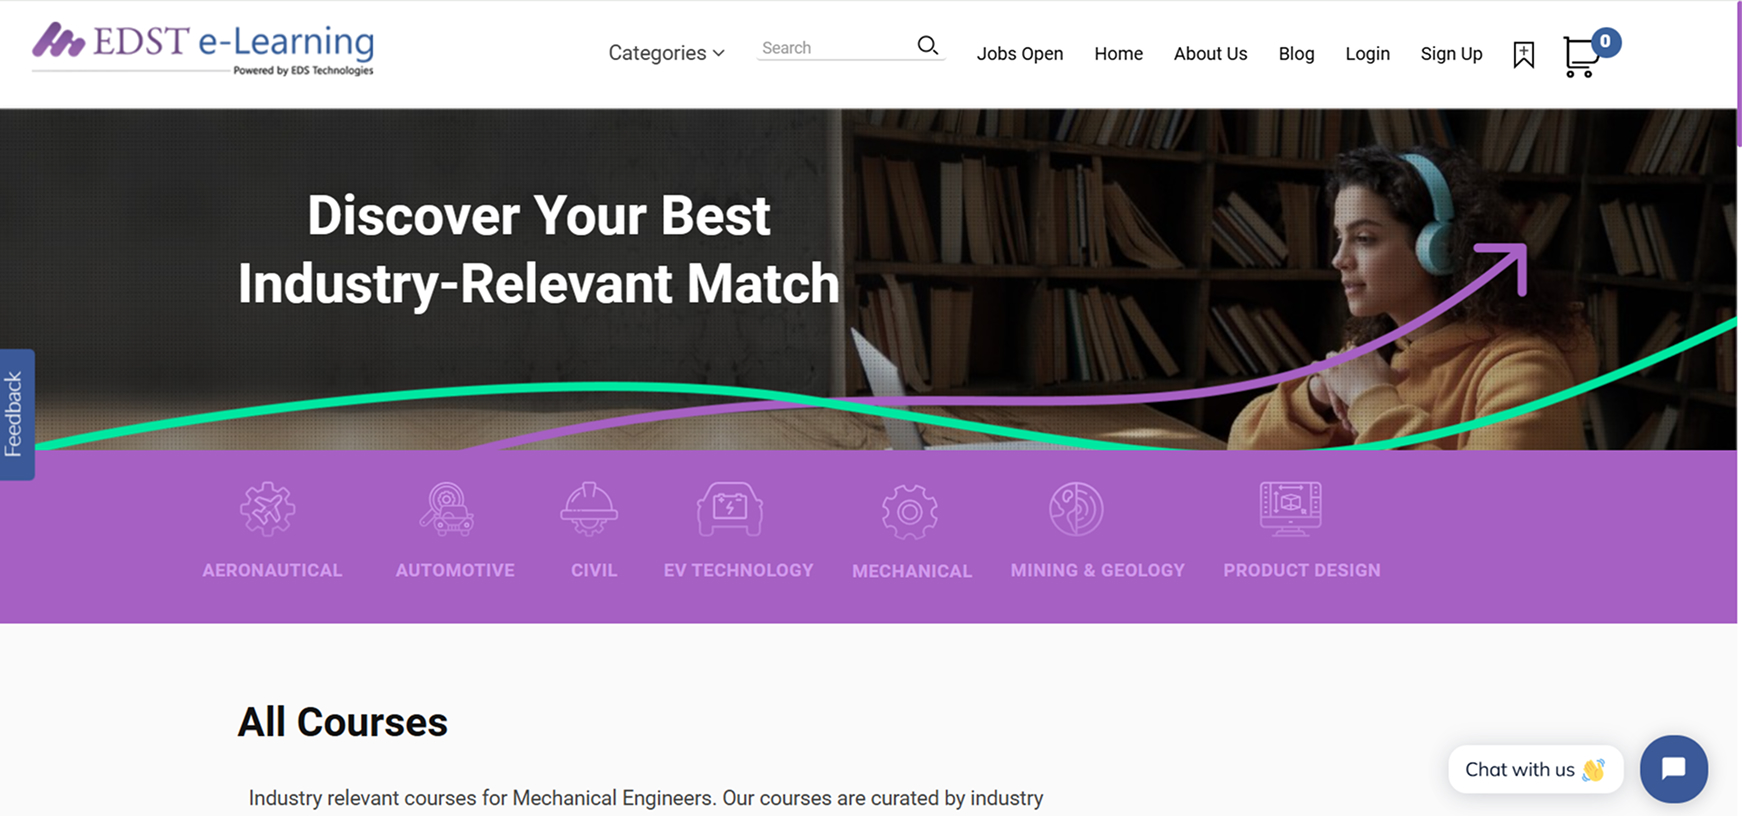 EDST e-Learning
Powered by EDS Technologies
Categories
Search
Jobs Open
Home
About Us
Blog
Login
Sign Up
0
Discover Your Best
Industry-Relevant Match
Feedback
AERONAUTICAL
AUTOMOTIVE
CIVIL
EV TECHNOLOGY
MECHANICAL
MINING & GEOLOGY
PRODUCT DESIGN
All Courses
Industry relevant courses for Mechanical Engineers. Our courses are curated by industry
Chat with us 👋